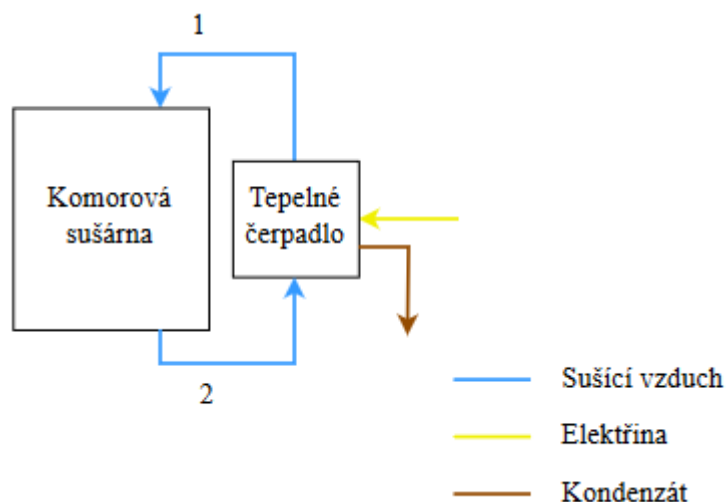 1
Komorová
sušárna
Tepelné
čerpadlo
2
Sušící vzduch
Elektřina
Kondenzát